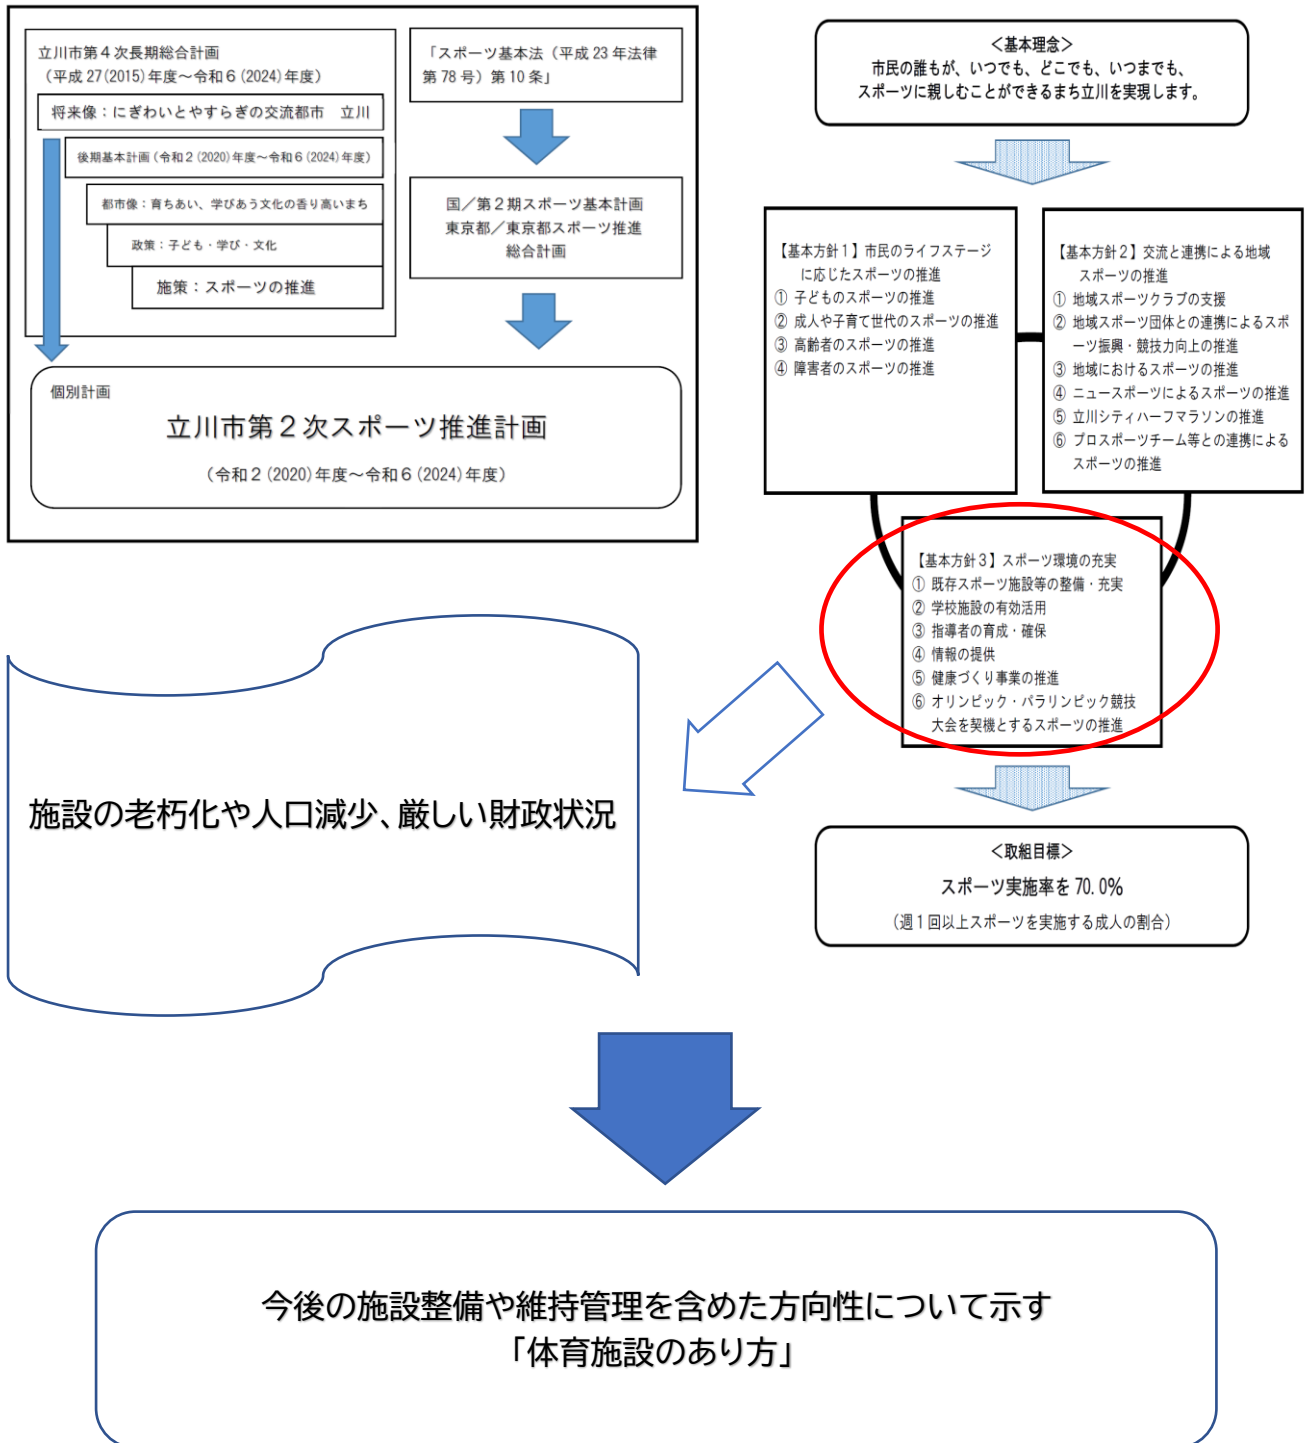 立川市第４次長期総合計画
（平成 27(2015)年度～令和６(2024)年度）
将来像：にぎわいとやすらぎの交流都市　立川
後期基本計画（令和２(2020)年度～令和６(2024)年度）
都市像：育ちあい、学びあう文化の香り高いまち
政策：子ども・学び・文化
施策：スポーツの推進
「スポーツ基本法（平成 23 年法律
第 78 号）第 10 条」
国／第２期スポーツ基本計画
東京都／東京都スポーツ推進
総合計画
個別計画
立川市第２次スポーツ推進計画
（令和２(2020)年度～令和６(2024)年度）
＜基本理念＞
市民の誰もが、いつでも、どこでも、いつまでも、
スポーツに親しむことができるまち立川を実現します。
【基本方針１】市民のライフステージ
に応じたスポーツの推進
① 子どものスポーツの推進
② 成人や子育て世代のスポーツの推進
③ 高齢者のスポーツの推進
④ 障害者のスポーツの推進
【基本方針２】交流と連携による地域
スポーツの推進
① 地域スポーツクラブの支援
② 地域スポーツ団体との連携によるスポ
ーツ振興・競技力向上の推進
③ 地域におけるスポーツの推進
④ ニュースポーツによるスポーツの推進
⑤ 立川シティハーフマラソンの推進
⑥ プロスポーツチーム等との連携による
スポーツの推進
【基本方針３】スポーツ環境の充実
① 既存スポーツ施設等の整備・充実
② 学校施設の有効活用
③ 指導者の育成・確保
④ 情報の提供
⑤ 健康づくり事業の推進
⑥ オリンピック・パラリンピック競技
大会を契機とするスポーツの推進
＜取組目標＞
スポーツ実施率を 70.0％
（週１回以上スポーツを実施する成人の割合）
施設の老朽化や人口減少、厳しい財政状況
今後の施設整備や維持管理を含めた方向性について示す
「体育施設のあり方」